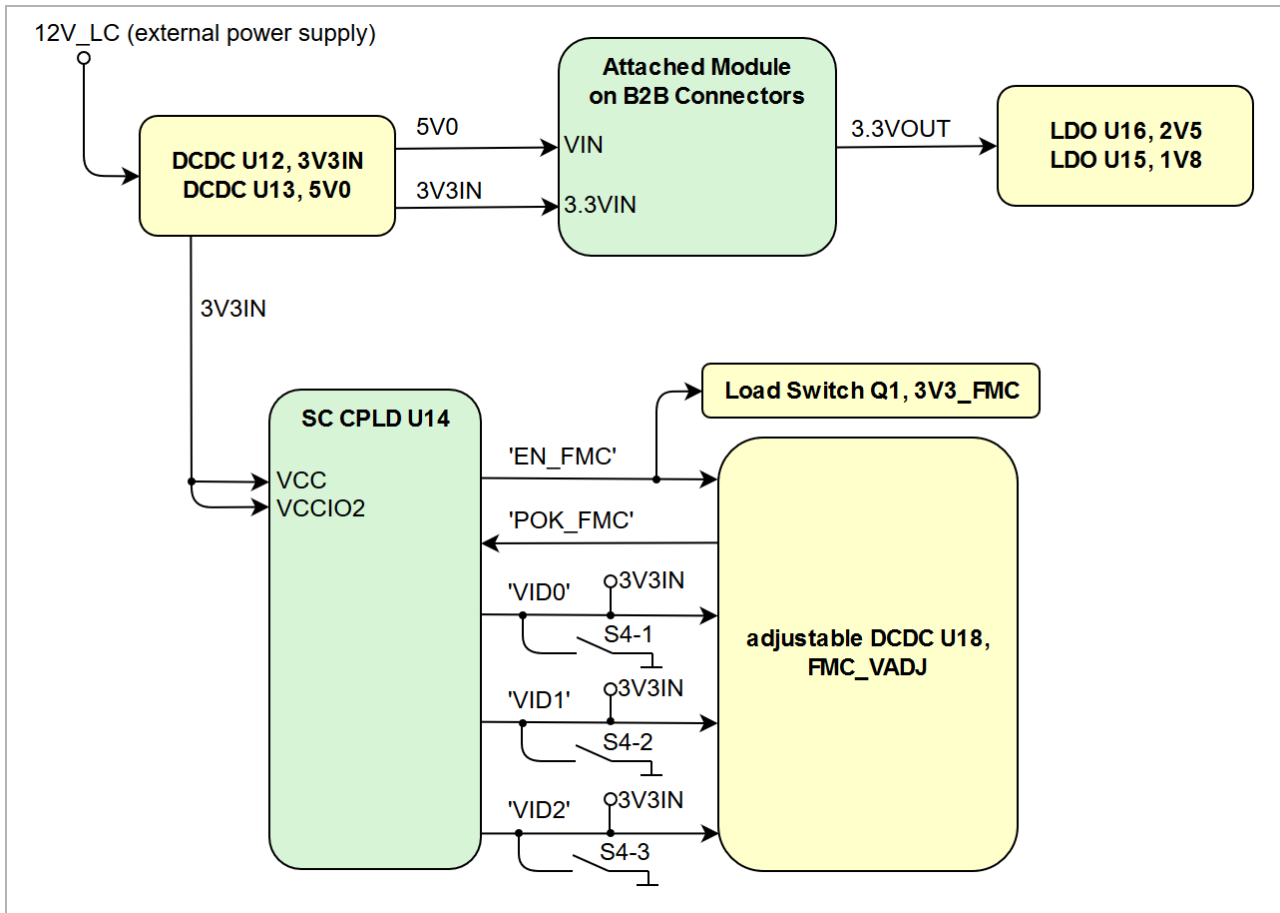 12V_LC (external power supply)
Attached Module
on B2B Connectors
VIN
3.3VIN
5V0
3V3IN
3.3VOUT
LDO U16, 2V5
LDO U15, 1V8
DCDC U12, 3V3IN
DCDC U13, 5V0
3V3IN
SC CPLD U14
VCC
VCCIO2
Load Switch Q1, 3V3_FMC
'EN_FMC'
'POK_FMC'
'VID0'
3V3IN
S4-1
'VID1'
3V3IN
S4-2
'VID2'
3V3IN
S4-3
adjustable DCDC U18,
FMC_VADJ